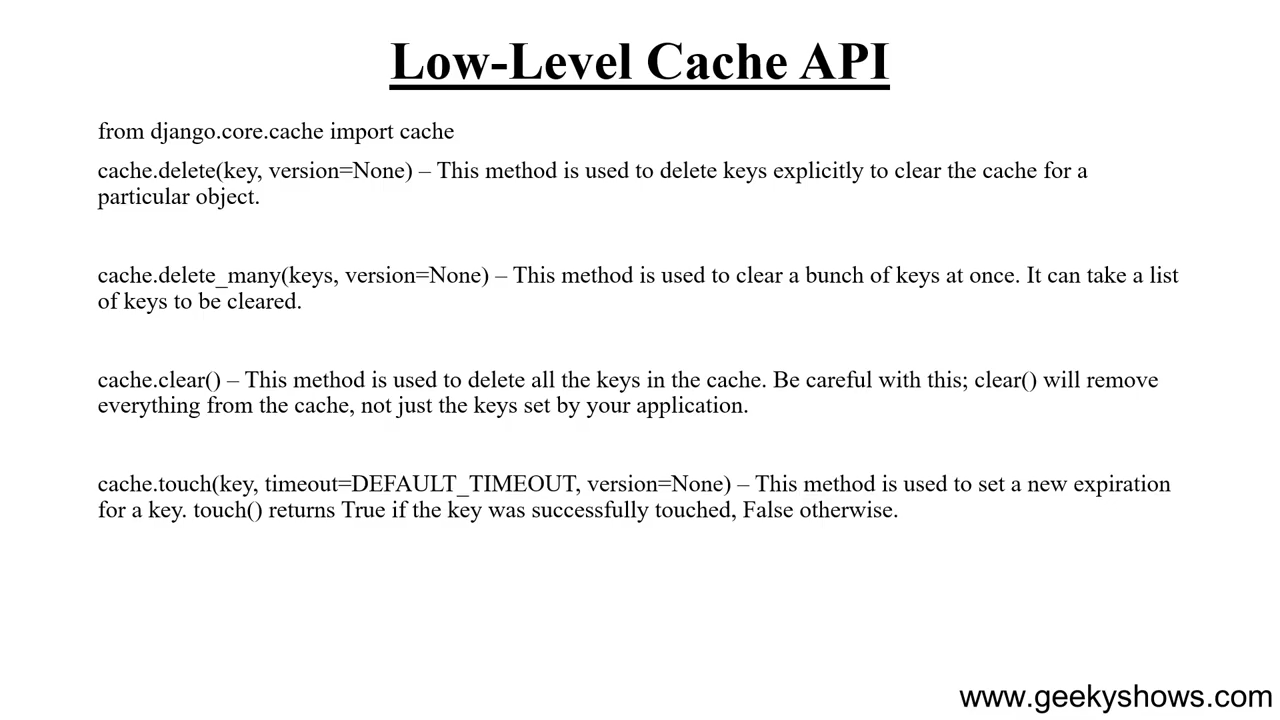 Low-Level Cache API
from django.core.cache import cache
cache.delete(key, version=None) – This method is used to delete keys explicitly to clear the cache for a
particular object.
cache.delete_many(keys, version=None) – This method is used to clear a bunch of keys at once. It can take a list
of keys to be cleared.
cache.clear() – This method is used to delete all the keys in the cache. Be careful with this; clear() will remove
everything from the cache, not just the keys set by your application.
cache.touch(key, timeout=DEFAULT_TIMEOUT, version=None) – This method is used to set a new expiration
for a key. touch() returns True if the key was successfully touched, False otherwise.
www.geekyshows.com